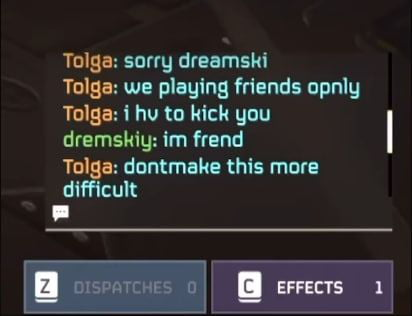 Tolga: sorry dreamski
Tolga: we playing friends opnly
Tolga: i hv to kick you
dremskiy: im frend
Tolga: dontmake this more
difficult
Z DISPATCHES 0 C EFFECTS 1